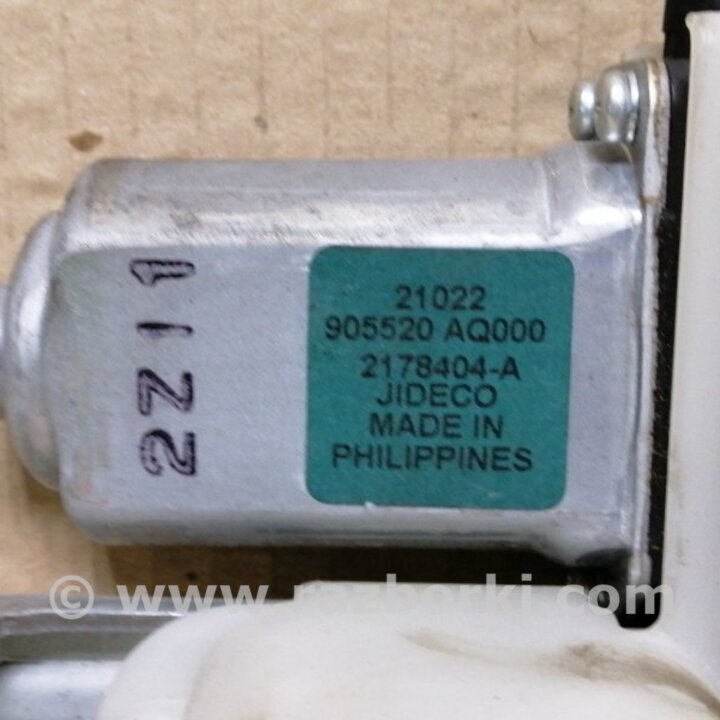 21022
905520 AQ000
2178404-A
JIDECO
MADE IN
PHILIPPINES
2Z11
© www.razborki.com